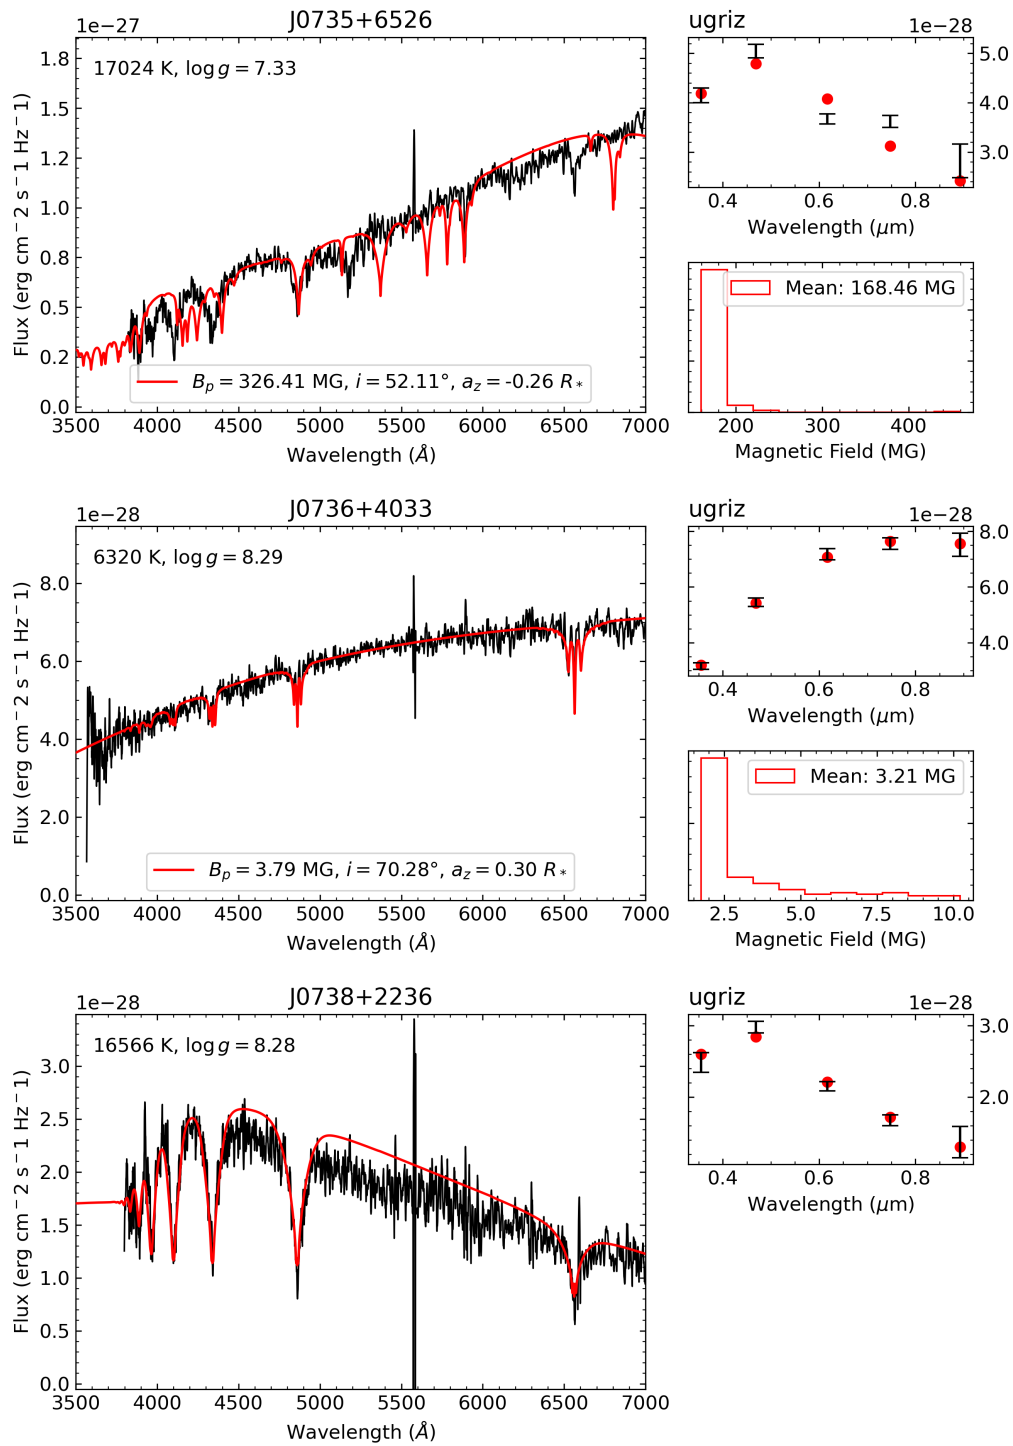 J0735+6526
1e−27
17024 K, log g = 7.33
Flux (erg cm−2 s−1 Hz−1)
1.8
1.5
1.2
1.0
0.8
0.5
0.2
0.0
B_p = 326.41 MG, i = 52.11°, a_z = -0.26 R_*
3500 4000 4500 5000 5500 6000 6500 7000
Wavelength (Å)
ugriz
1e−28
5.0
4.0
3.0
0.4 0.6 0.8
Wavelength (μm)
Mean: 168.46 MG
200 300 400
Magnetic Field (MG)
J0736+4033
1e−28
6320 K, log g = 8.29
Flux (erg cm−2 s−1 Hz−1)
8.0
6.0
4.0
2.0
0.0
B_p = 3.79 MG, i = 70.28°, a_z = 0.30 R_*
3500 4000 4500 5000 5500 6000 6500 7000
Wavelength (Å)
ugriz
1e−28
8.0
6.0
4.0
0.4 0.6 0.8
Wavelength (μm)
Mean: 3.21 MG
2.5 5.0 7.5 10.0
Magnetic Field (MG)
J0738+2236
1e−28
16566 K, log g = 8.28
Flux (erg cm−2 s−1 Hz−1)
3.0
2.5
2.0
1.5
1.0
0.5
0.0
3500 4000 4500 5000 5500 6000 6500 7000
Wavelength (Å)
ugriz
1e−28
3.0
2.0
0.4 0.6 0.8
Wavelength (μm)